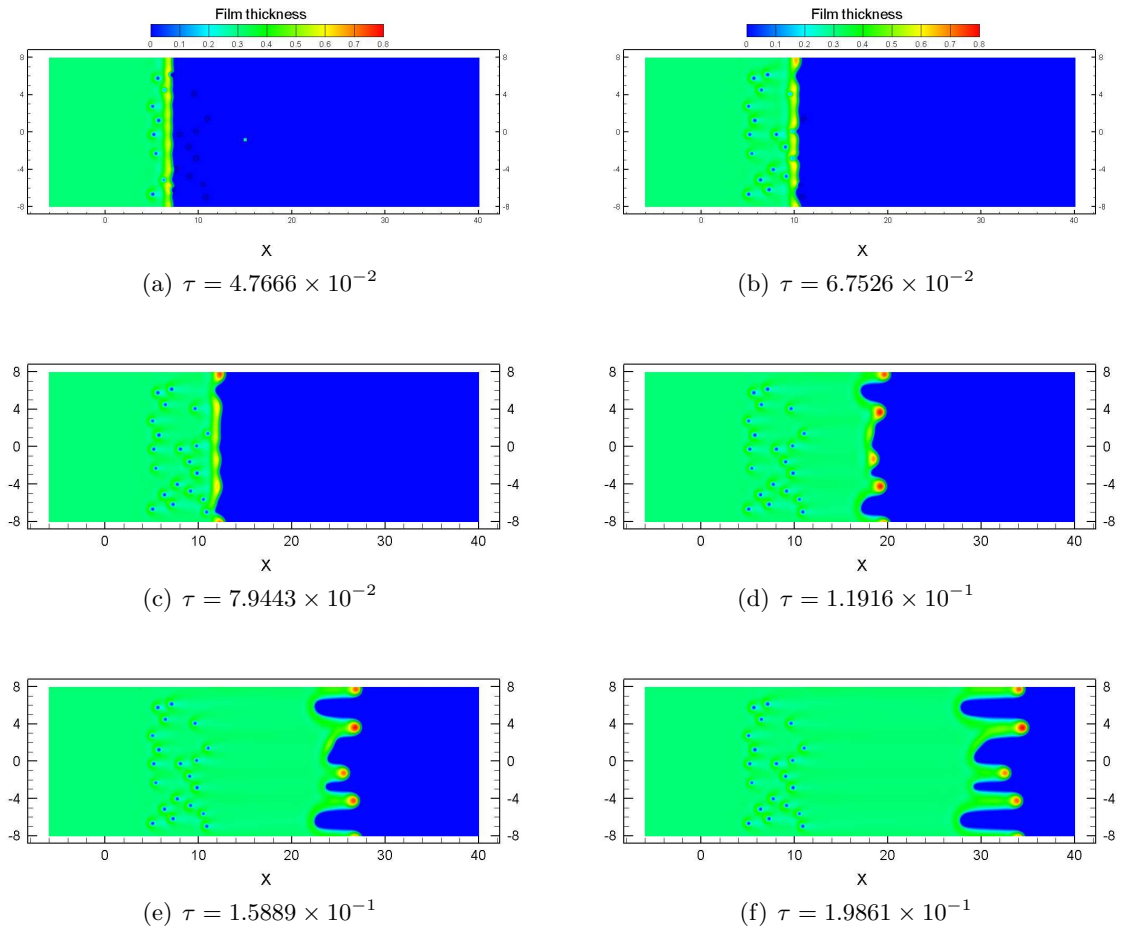 Film thickness
0 0.1 0.2 0.3 0.4 0.5 0.6 0.7 0.8
8
4
0
-4
-8
8
4
0
-4
-8
0 10 20 30 40
X
(a) τ = 4.7666 × 10⁻²
Film thickness
0 0.1 0.2 0.3 0.4 0.5 0.6 0.7 0.8
8
4
0
-4
-8
8
4
0
-4
-8
0 10 20 30 40
X
(b) τ = 6.7526 × 10⁻²
8
4
0
-4
-8
8
4
0
-4
-8
0 10 20 30 40
X
(c) τ = 7.9443 × 10⁻²
8
4
0
-4
-8
8
4
0
-4
-8
0 10 20 30 40
X
(d) τ = 1.1916 × 10⁻¹
8
4
0
-4
-8
8
4
0
-4
-8
0 10 20 30 40
X
(e) τ = 1.5889 × 10⁻¹
8
4
0
-4
-8
8
4
0
-4
-8
0 10 20 30 40
X
(f) τ = 1.9861 × 10⁻¹